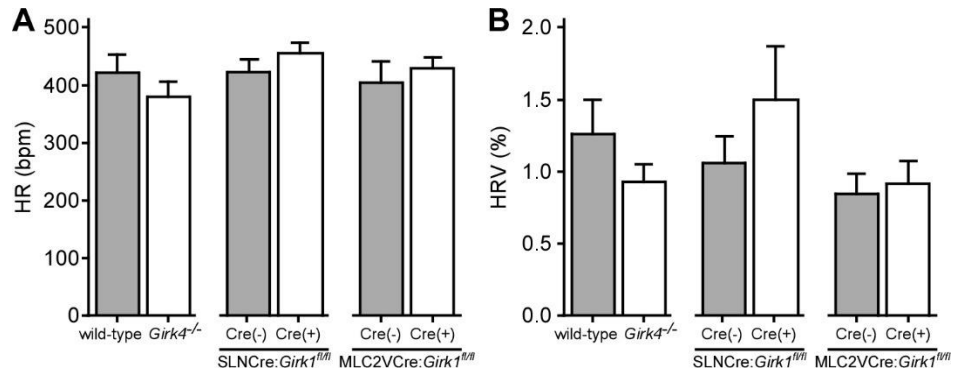 A
HR (bpm)
500
400
300
200
100
0
wild-type Girk4-/-
Cre(-) Cre(+)
Cre(-) Cre(+)
SLNCre:Girk1fl/fl
MLC2VCre:Girk1fl/fl
B
HRV (%)
2.0
1.5
1.0
0.5
0.0
wild-type Girk4-/-
Cre(-) Cre(+)
Cre(-) Cre(+)
SLNCre:Girk1fl/fl
MLC2VCre:Girk1fl/fl